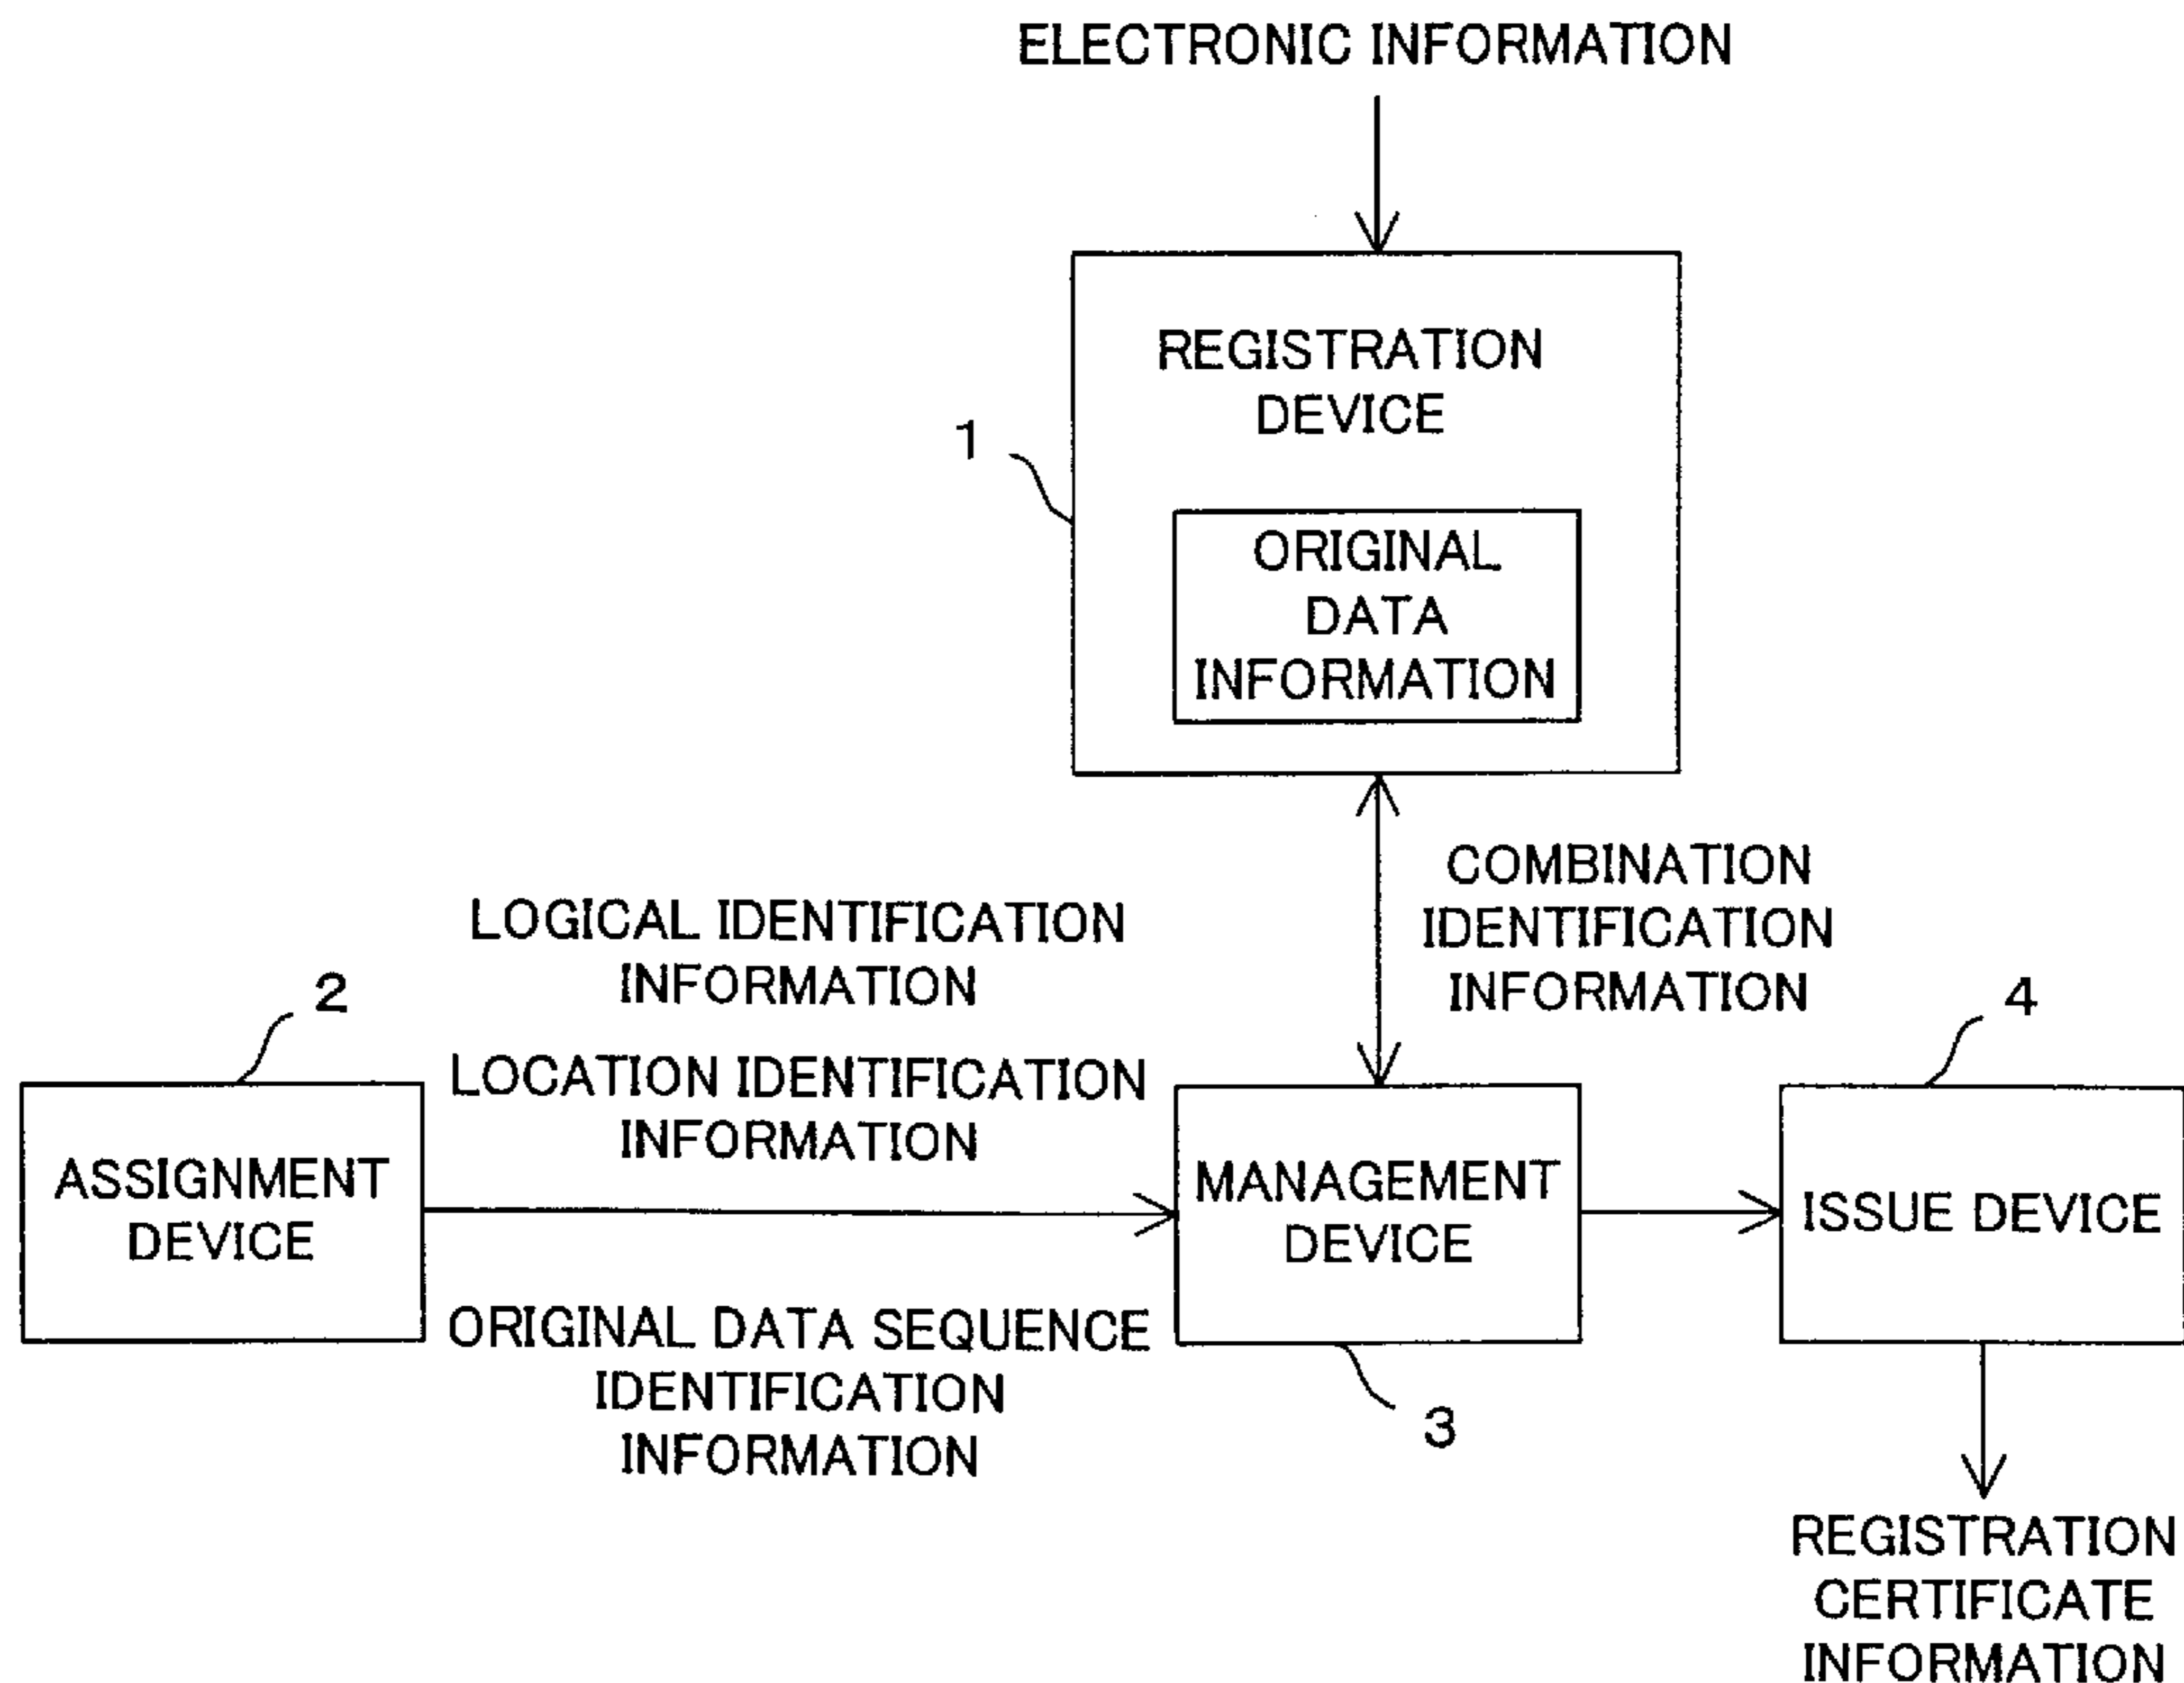 ELECTRONIC INFORMATION
REGISTRATION
DEVICE
1
ORIGINAL
DATA
INFORMATION
COMBINATION
IDENTIFICATION
INFORMATION
LOGICAL IDENTIFICATION
INFORMATION
2
4
LOCATION IDENTIFICATION
INFORMATION
ASSIGNMENT
DEVICE
MANAGEMENT
DEVICE
ISSUE DEVICE
ORIGINAL DATA SEQUENCE
IDENTIFICATION
INFORMATION
3
REGISTRATION
CERTIFICATE
INFORMATION